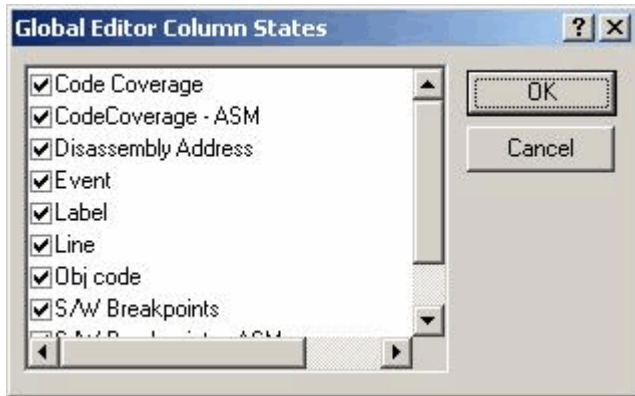 Global Editor Column States
Code Coverage
CodeCoverage - ASM
Disassembly Address
Event
Label
Line
Obj code
S/W Breakpoints
OK
Cancel